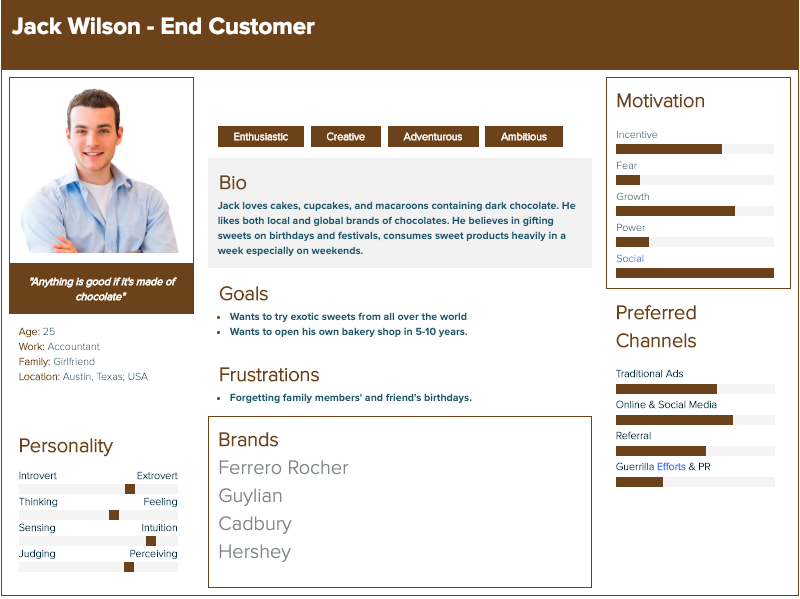 Jack Wilson - End Customer
"Anything is good if it's made of
chocolate"
Age: 25
Work: Accountant
Family: Girlfriend
Location: Austin, Texas; USA
Personality
Introvert Extrovert
Thinking Feeling
Sensing Intuition
Judging Perceiving
Enthusiastic Creative Adventurous Ambitious
Bio
Jack loves cakes, cupcakes, and macaroons containing dark chocolate. He
likes both local and global brands of chocolates. He believes in gifting
sweets on birthdays and festivals, consumes sweet products heavily in a
week especially on weekends.
Goals
• Wants to try exotic sweets from all over the world
• Wants to open his own bakery shop in 5-10 years.
Frustrations
• Forgetting family members' and friend's birthdays.
Brands
Ferrero Rocher
Guylian
Cadbury
Hershey
Motivation
Incentive
Fear
Growth
Power
Social
Preferred
Channels
Traditional Ads
Online & Social Media
Referral
Guerrilla Efforts & PR